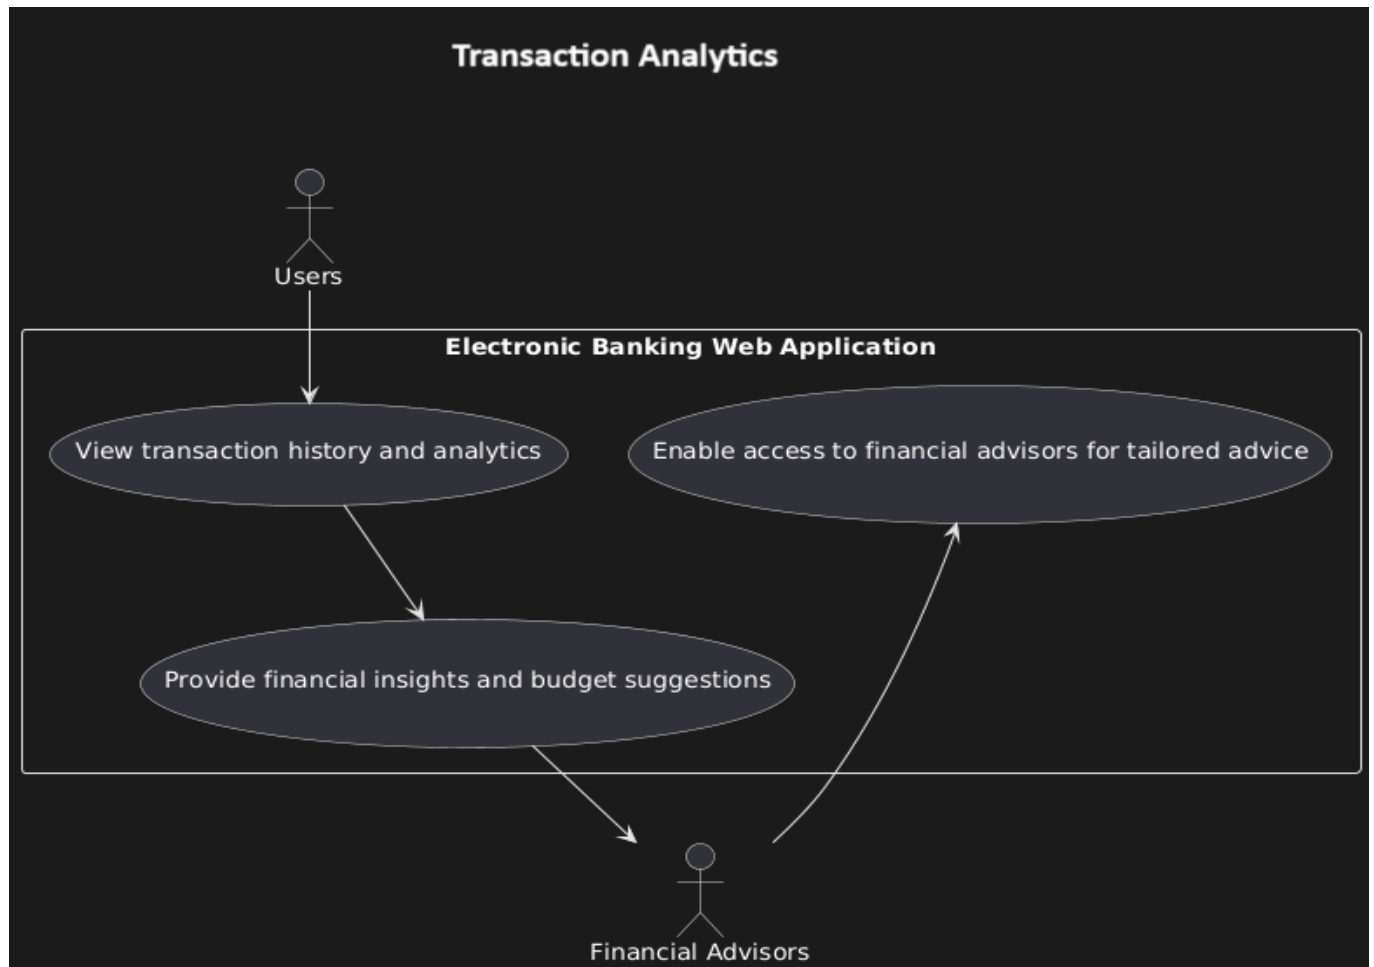 Transaction Analytics
Users
Electronic Banking Web Application
View transaction history and analytics
Enable access to financial advisors for tailored advice
Provide financial insights and budget suggestions
Financial Advisors